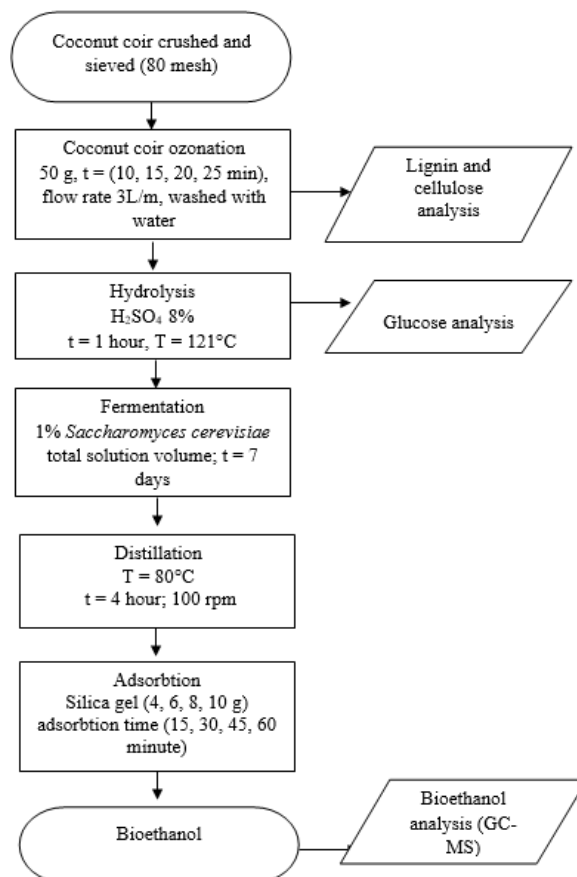 Coconut coir crushed and
sieved (80 mesh)
Coconut coir ozonation
50 g, t = (10, 15, 20, 25 min),
flow rate 3L/m, washed with
water
Lignin and
cellulose
analysis
Hydrolysis
H₂SO₄ 8%
t = 1 hour, T = 121°C
Glucose analysis
Fermentation
1% Saccharomyces cerevisiae
total solution volume; t = 7
days
Distillation
T = 80°C
t = 4 hour; 100 rpm
Adsorbtion
Silica gel (4, 6, 8, 10 g)
adsorbtion time (15, 30, 45, 60
minute)
Bioethanol
Bioethanol
analysis (GC-
MS)